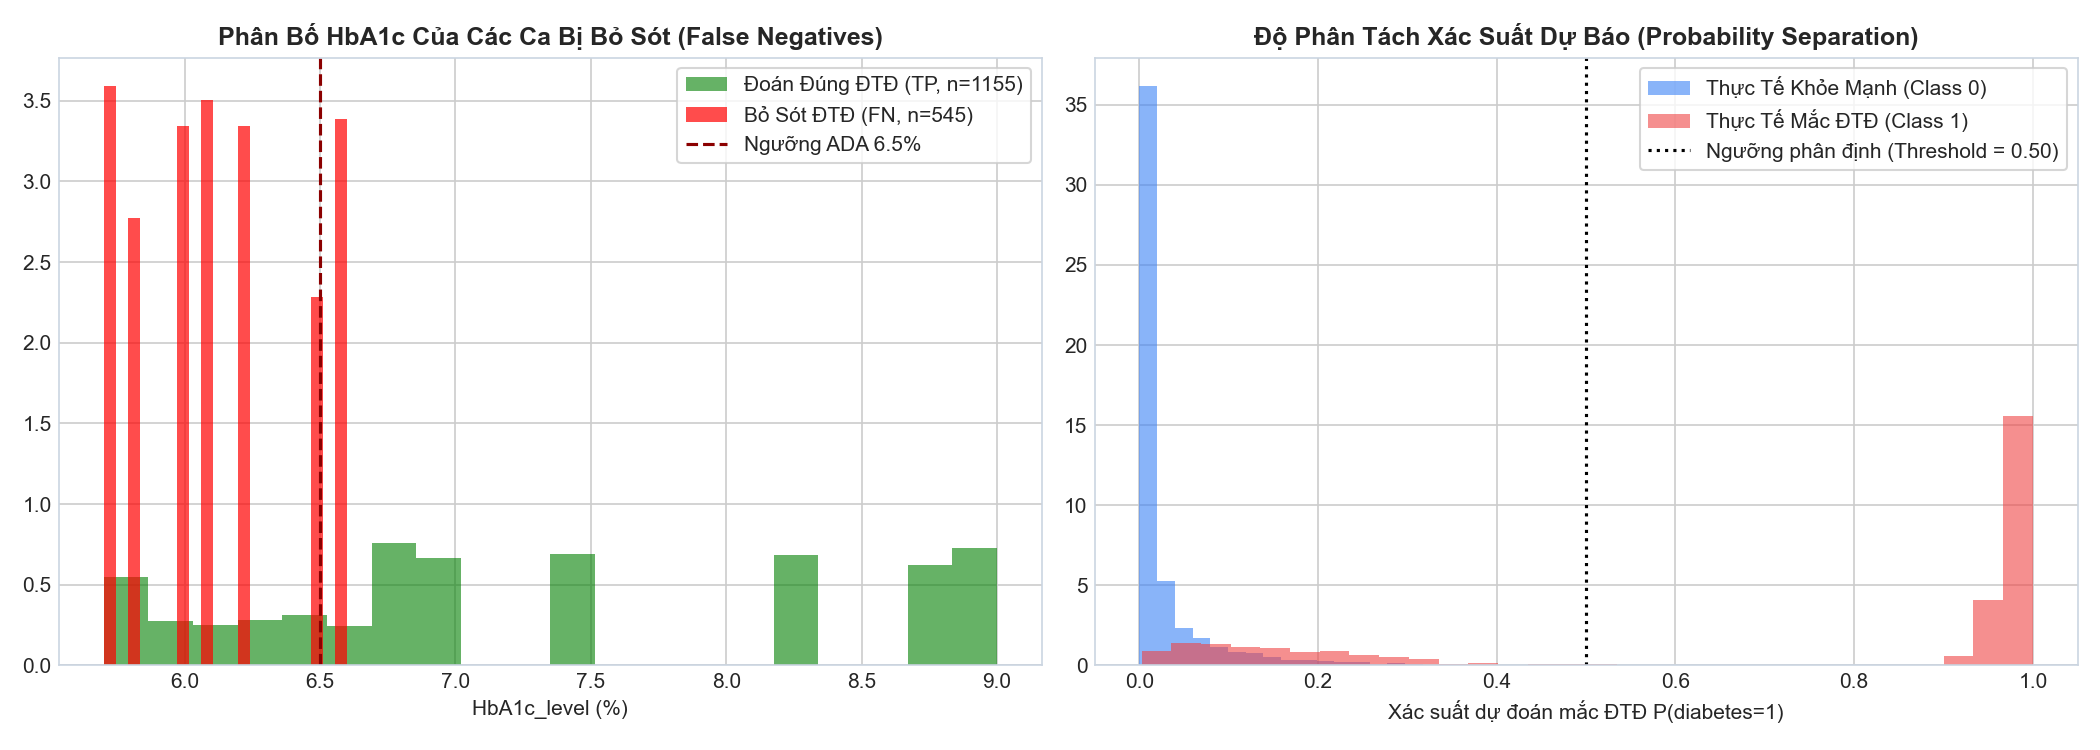 Phân Bố HbA1c Của Các Ca Bị Bỏ Sót (False Negatives)
Đoán Đúng ĐTĐ (TP, n=1155)
Bỏ Sót ĐTĐ (FN, n=545)
Ngưỡng ADA 6.5%
3.5
3.0
2.5
2.0
1.5
1.0
0.5
0.0
6.0 6.5 7.0 7.5 8.0 8.5 9.0
HbA1c_level (%)
Độ Phân Tách Xác Suất Dự Báo (Probability Separation)
Thực Tế Khỏe Mạnh (Class 0)
Thực Tế Mắc ĐTĐ (Class 1)
Ngưỡng phân định (Threshold = 0.50)
35
30
25
20
15
10
5
0
0.0 0.2 0.4 0.6 0.8 1.0
Xác suất dự đoán mắc ĐTĐ P(diabetes=1)